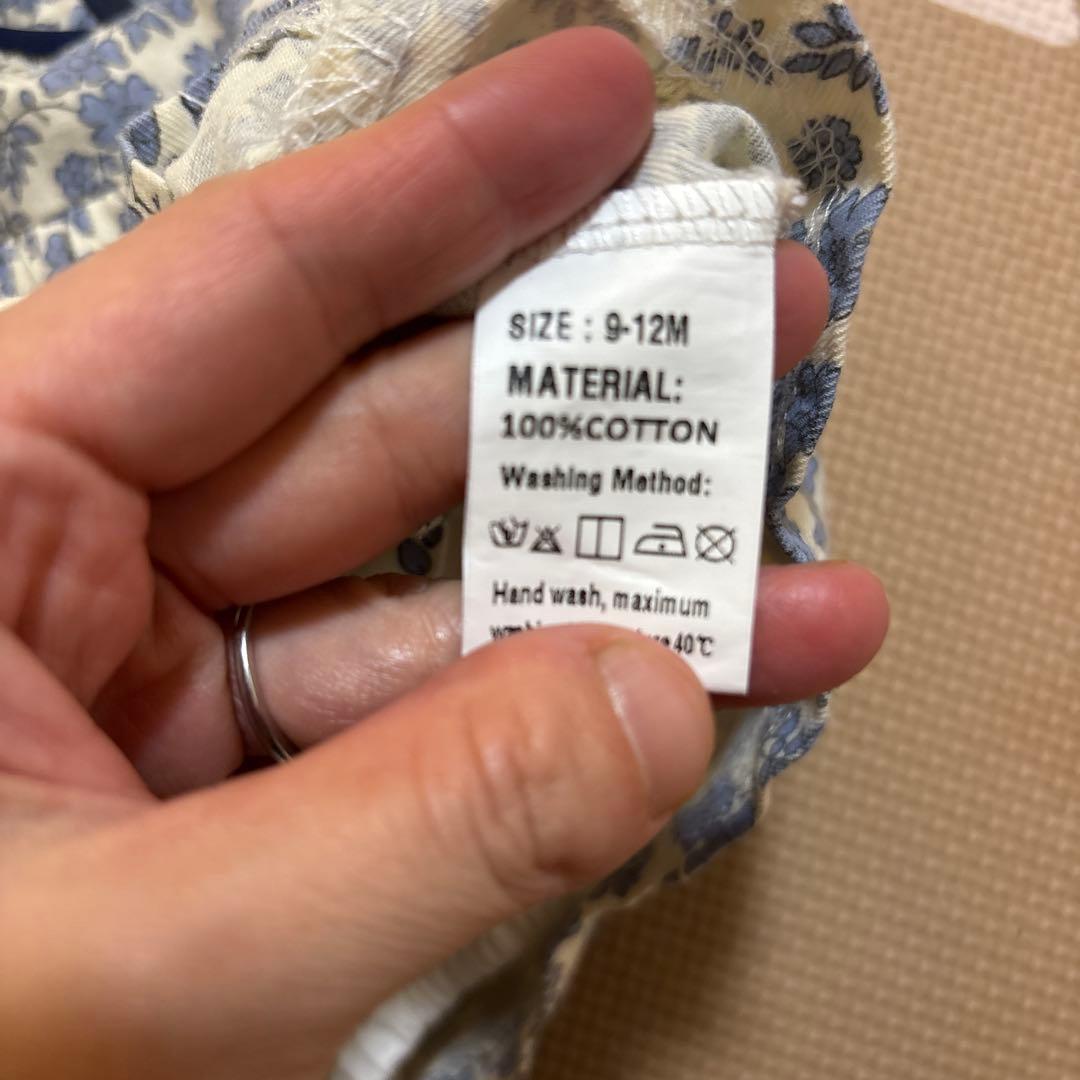 SIZE : 9-12M
MATERIAL:
100%COTTON
Washing Method:
Hand wash, maximum
40℃